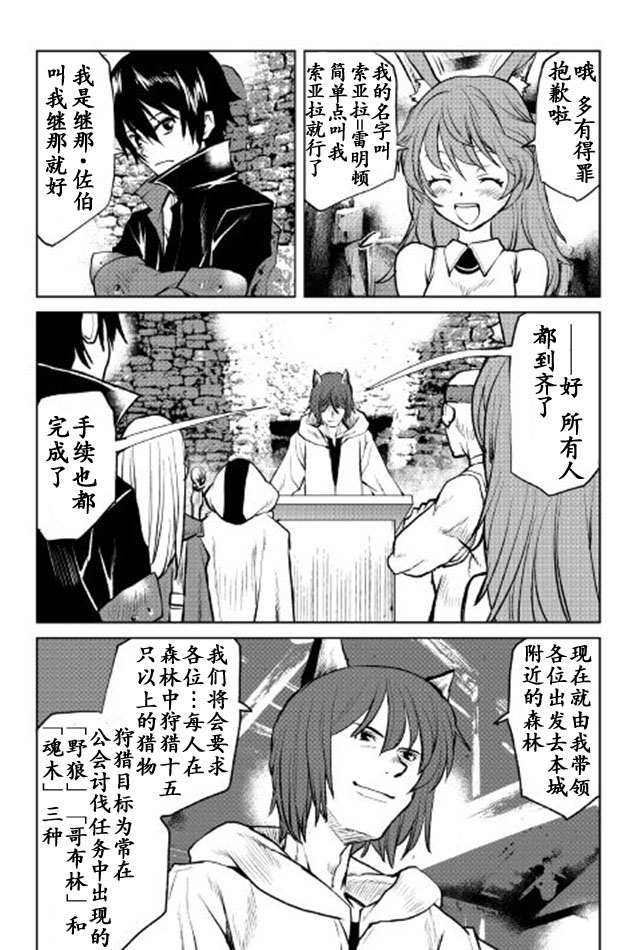 哦 多有得罪
抱歉啦
我的名字叫
索亚拉=雷明顿
简单点叫我
索亚拉就行了
我是继那·佐伯
叫我继那就好
——好 所有人
都到齐了
手续也都
完成了
现在就由我带领
各位出发去本城
附近的森林
我们将会要求
各位…每人在
森林中狩猎十五
只以上的猎物
狩猎目标为常在
公会讨伐任务中出现的
「野狼」「哥布林」和
「魂木」三种